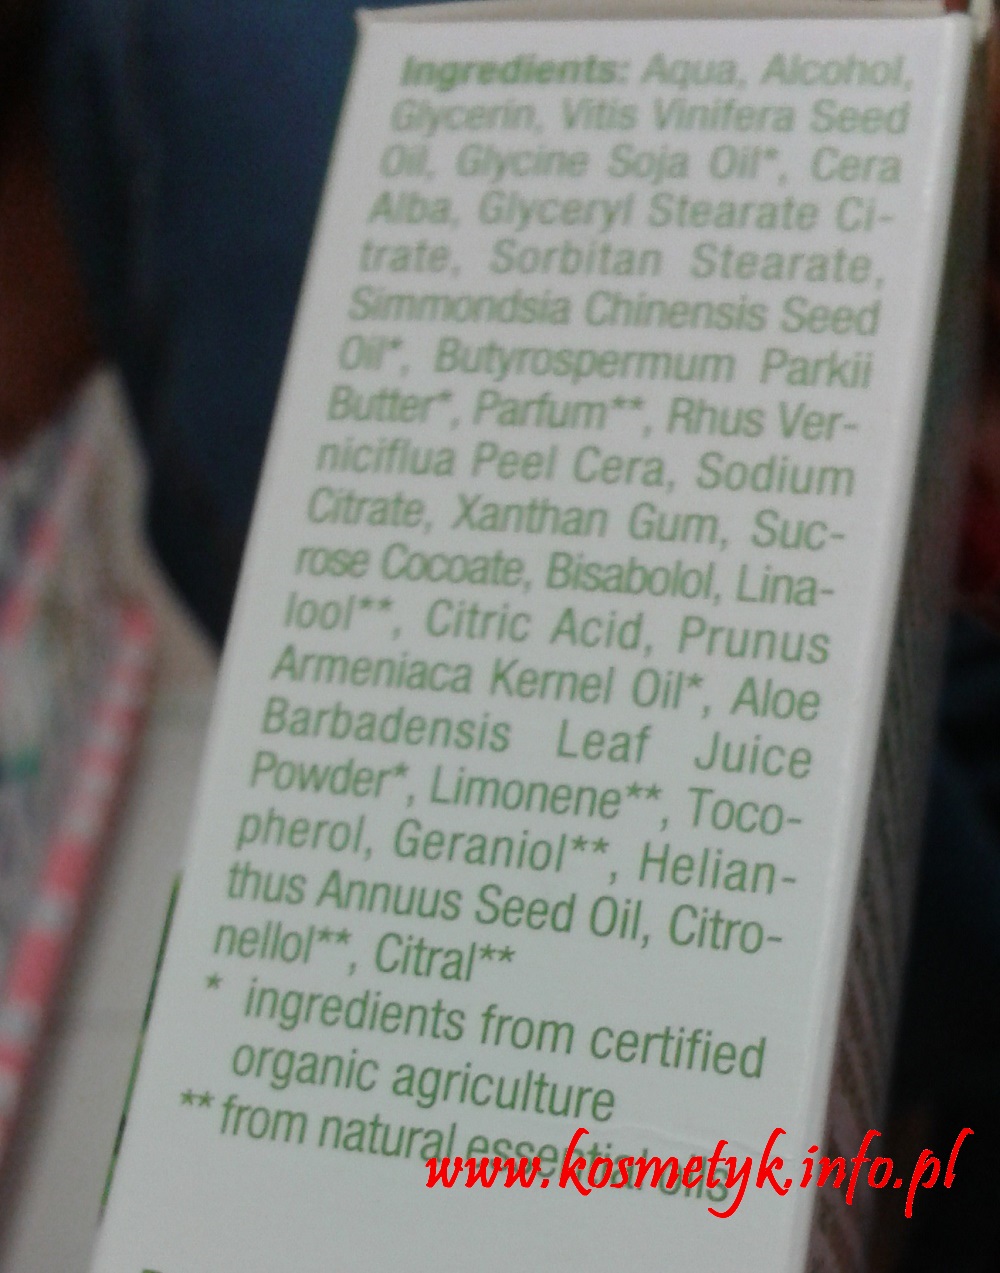 Ingredients: Aqua, Alcohol,
Glycerin, Vitis Vinifera Seed
Oil, Glycine Soja Oil*, Cera
Alba, Glyceryl Stearate Ci-
trate, Sorbitan Stearate,
Simmondsia Chinensis Seed
Oil*, Butyrospermum Parkii
Butter*, Parfum**, Rhus Ver-
niciflua Peel Cera, Sodium
Citrate, Xanthan Gum, Suc-
rose Cocoate, Bisabolol, Lina-
lool**, Citric Acid, Prunus
Armeniaca Kernel Oil*, Aloe
Barbadensis Leaf Juice
Powder*, Limonene**, Toco-
pherol, Geraniol**, Helian-
thus Annuus Seed Oil, Citro-
nellol**, Citral**
* ingredients from certified
organic agriculture
** from natural essential oils
www.kosmetyk.info.pl